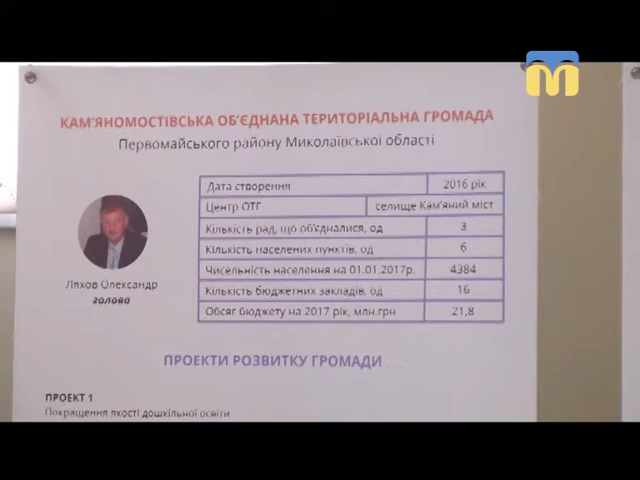 КАМ'ЯНОМОСТІВСЬКА ОБ'ЄДНАНА ТЕРИТОРІАЛЬНА ГРОМАДА
Первомайського району Миколаївської області
Дата створення 2016 рік
Центр ОТГ селище Кам'яний міст
Кількість рад, що об'єдналися, од 3
Кількість населених пунктів, од 6
Чисельність населення на 01.01.2017р. 4384
Кількість бюджетних закладів, од 16
Обсяг бюджету на 2017 рік, млн.грн 21,8
Ляхов Олександр
голова
ПРОЕКТИ РОЗВИТКУ ГРОМАДИ
ПРОЕКТ 1
Покращення якості дошкільної освіти